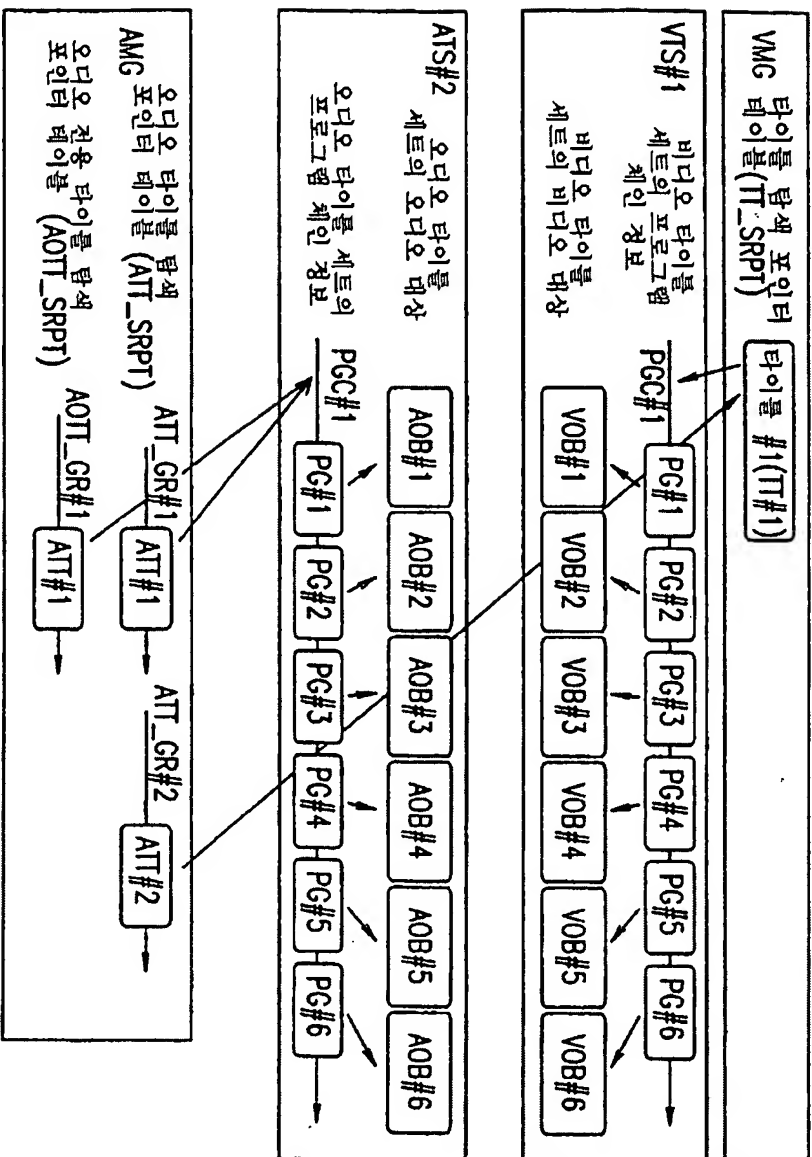 VMG 타이틀 탐색 포인터
테이블(TT_SRPT)
타이틀 #1(TT#1)
VTS#1
비디오 타이틀
세트의 프로그램
체인 정보
PGC#1
PG#1 PG#2 PG#3 PG#4 PG#5 PG#6
비디오 타이틀
세트의 비디오 대상
VOB#1 VOB#2 VOB#3 VOB#4 VOB#5 VOB#6
ATS#2
오디오 타이틀
세트의 오디오 대상
AOB#1 AOB#2 AOB#3 AOB#4 AOB#5 AOB#6
오디오 타이틀 세트의
프로그램 체인 정보
PGC#1
PG#1 PG#2 PG#3 PG#4 PG#5 PG#6
AMG
오디오 타이틀 탐색
포인터 테이블 (ATT_SRPT)
ATT_GR#1 ATT#1 ATT_GR#2 ATT#2
오디오 전용 타이틀 탐색
포인터 테이블 (AOTT_SRPT)
AOTT_GR#1 ATT#1